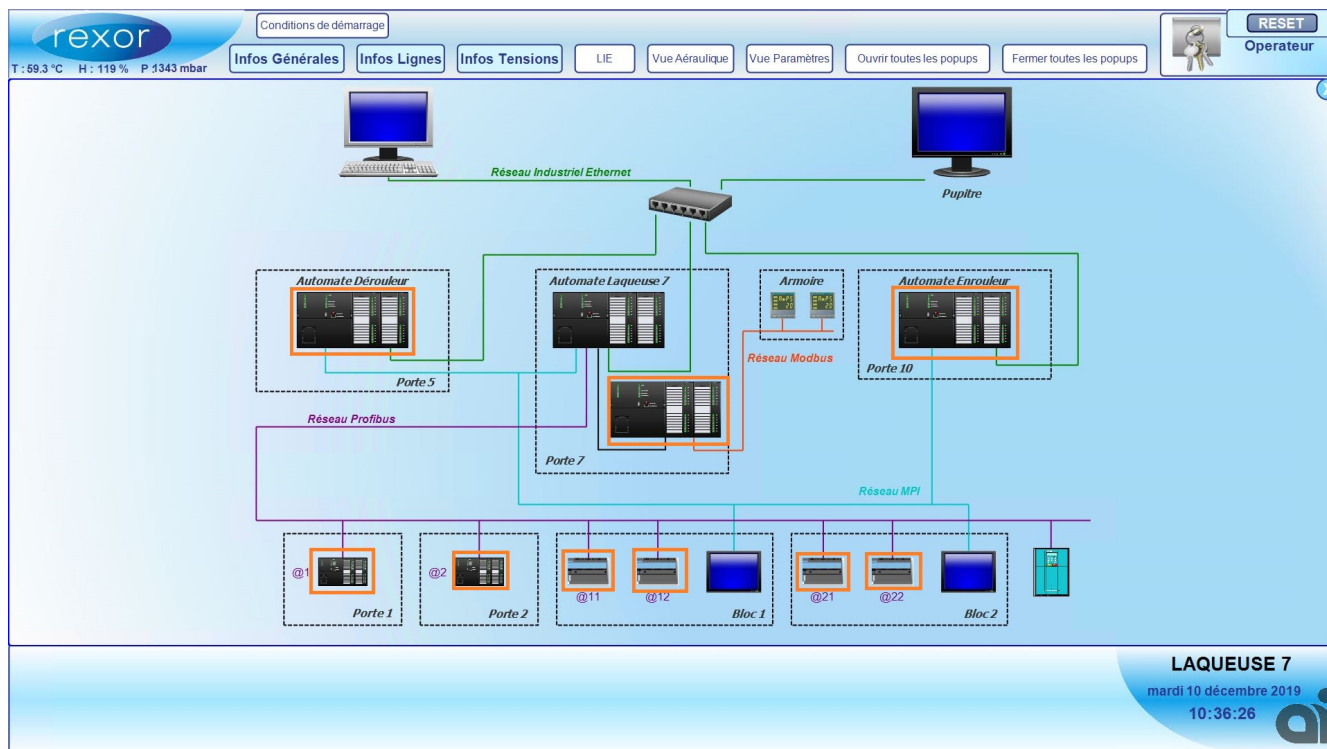 rexor
T : 59.3 °C H : 119 % P :1343 mbar
Conditions de démarrage
Infos Générales Infos Lignes Infos Tensions LIE Vue Aéraulique Vue Paramètres Ouvrir toutes les popups Fermer toutes les popups
RESET
Operateur
Réseau Industriel Ethernet
Pupitre
Automate Dérouleur
Automate Laqueuse 7
Armoire
Automate Enrouleur
Réseau Modbus
Porte 5
Porte 10
Réseau Profibus
Porte 7
Réseau MPI
@1
@2
@11
@12
@21
@22
Porte 1
Porte 2
Bloc 1
Bloc 2
LAQUEUSE 7
mardi 10 décembre 2019
10:36:26